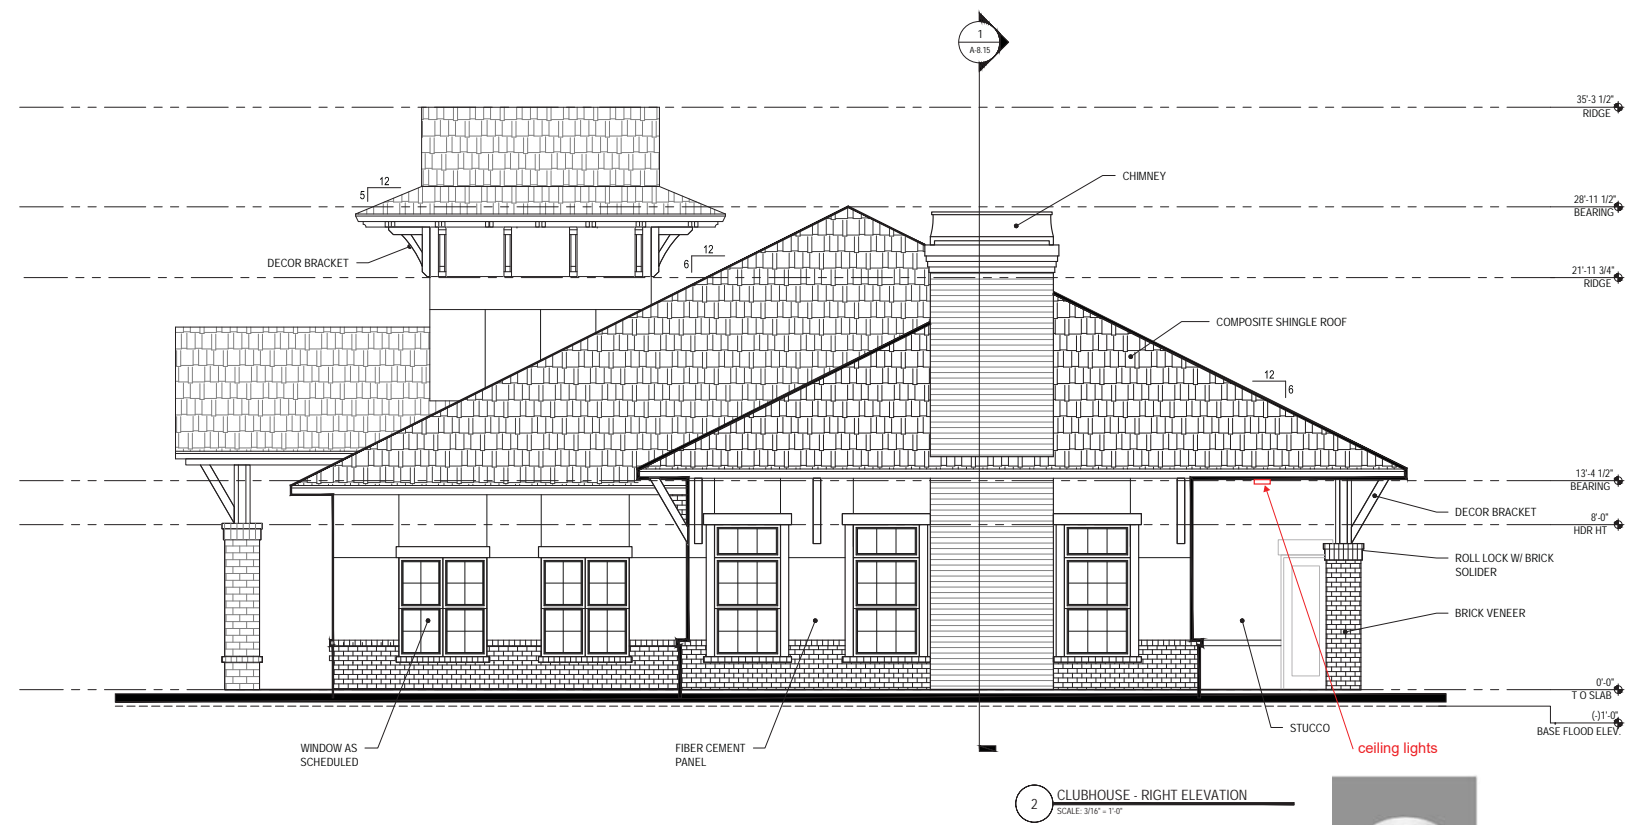 1
A-8.15
35'-3 1/2"
RIDGE
CHIMNEY
12
5
28'-11 1/2"
BEARING
DECOR BRACKET
12
6
21'-11 3/4"
RIDGE
COMPOSITE SHINGLE ROOF
12
6
13'-4 1/2"
BEARING
DECOR BRACKET
8'-0"
HDR HT
ROLL LOCK W/ BRICK
SOLIDER
BRICK VENEER
0'-0"
T O SLAB
(-)1'-0"
BASE FLOOD ELEV.
STUCCO
WINDOW AS
SCHEDULED
FIBER CEMENT
PANEL
ceiling lights
2
CLUBHOUSE - RIGHT ELEVATION
SCALE: 3/16" = 1'-0"